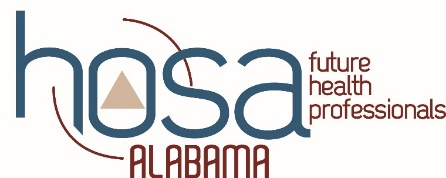 hosa
future
health
professionals
ALABAMA